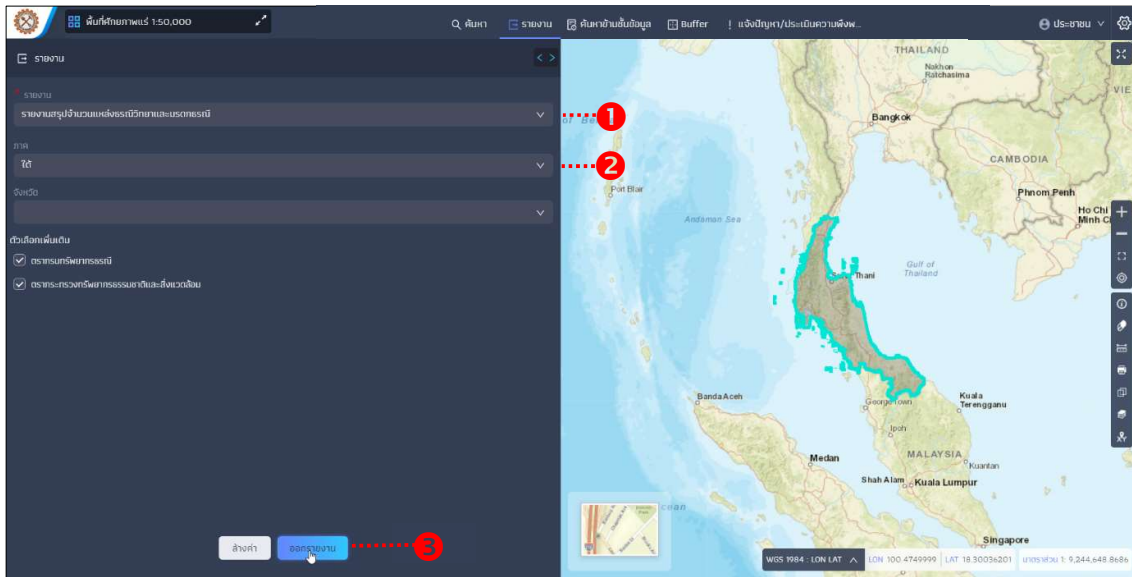 พื้นที่ศักยภาพแร่ 1:50,000
ค้นหา
รายงาน
ค้นหาข้ามชั้นข้อมูล
Buffer
แจ้งปัญหา/ประเมินความพึงพ...
ประชาชน
รายงาน
* รายงาน
รายงานสรุปจำนวนแหล่งธรณีวิทยาและมรดกธรณี
1
ภาค
ใต้
2
จังหวัด
ตัวเลือกเพิ่มเติม
ตรากรมทรัพยากรธรณี
ตรากระทรวงทรัพยากรธรรมชาติและสิ่งแวดล้อม
ล้างค่า
ออกรายงาน
3
THAILAND
Nakhon
Ratchasima
VIE
Bangkok
CAMBODIA
Port Blair
Phnom Penh
Ho Chi
Minh C
Andaman Sea
Gulf of
Thailand
Thani
Banda Aceh
George Town
Kuala
Terengganu
Ipoh
Medan
MALAYSIA
Kuantan
Shah Alam
Kuala Lumpur
Singapore
WGS 1984 : LON LAT
LON 100.4749999
LAT 18.30036201
มาตราส่วน 1: 9,244,648.8686